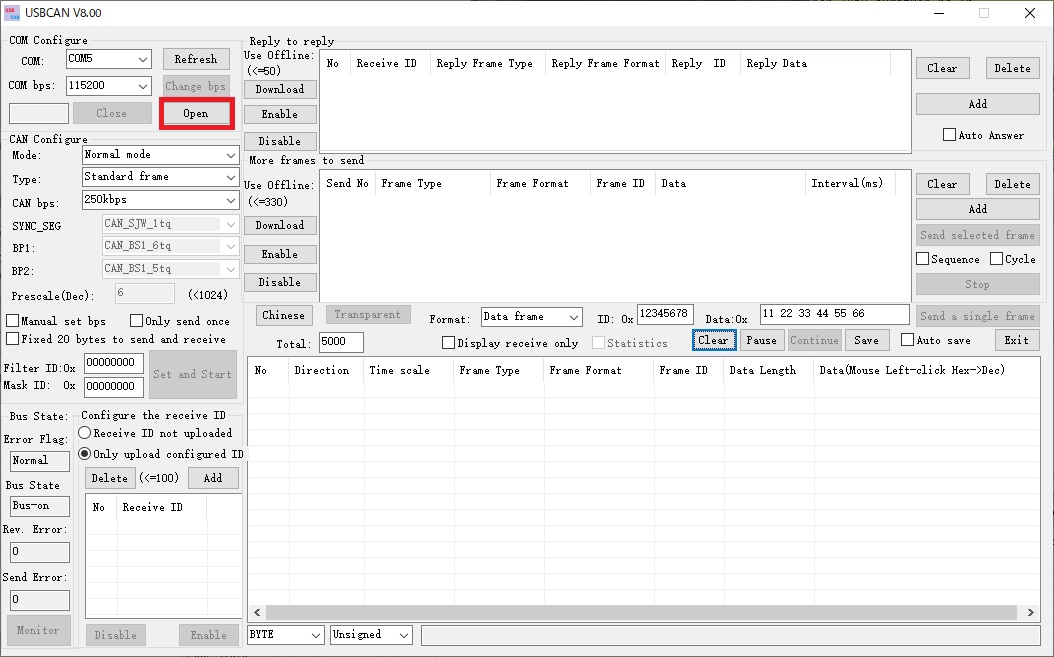 USBCAN V8.00
COM Configure
COM: COM5 Refresh
COM bps: 115200 Change bps
Close Open
CAN Configure
Mode: Normal mode
Type: Standard frame
CAN bps: 250kbps
SYNC_SEG CAN_SJW_1tq
BP1: CAN_BS1_6tq
BP2: CAN_BS1_5tq
Prescale(Dec): 6 (<1024)
Manual set bps Only send once
Fixed 20 bytes to send and receive
Filter ID:0x 00000000
Mask ID: 0x 00000000
Set and Start
Bus State:
Error Flag:
Normal
Bus State
Bus-on
Rev. Error:
0
Send Error:
0
Monitor
Configure the receive ID
Receive ID not uploaded
Only upload configured ID
Delete (<=100) Add
No Receive ID
Disable Enable
Reply to reply
Use Offline:
(<=50)
Download
Enable
Disable
No Receive ID Reply Frame Type Reply Frame Format Reply ID Reply Data
Clear Delete
Add
Auto Answer
More frames to send
Use Offline:
(<=330)
Download
Enable
Disable
Send No Frame Type Frame Format Frame ID Data Interval(ms)
Clear Delete
Add
Send selected frame
Sequence Cycle
Stop
Chinese Transparent Format: Data frame ID: 0x 12345678 Data:0x 11 22 33 44 55 66 Send a single frame
Total: 5000 Display receive only Statistics Clear Pause Continue Save Auto save Exit
No Direction Time scale Frame Type Frame Format Frame ID Data Length Data(Mouse Left-click Hex->Dec)
BYTE Unsigned